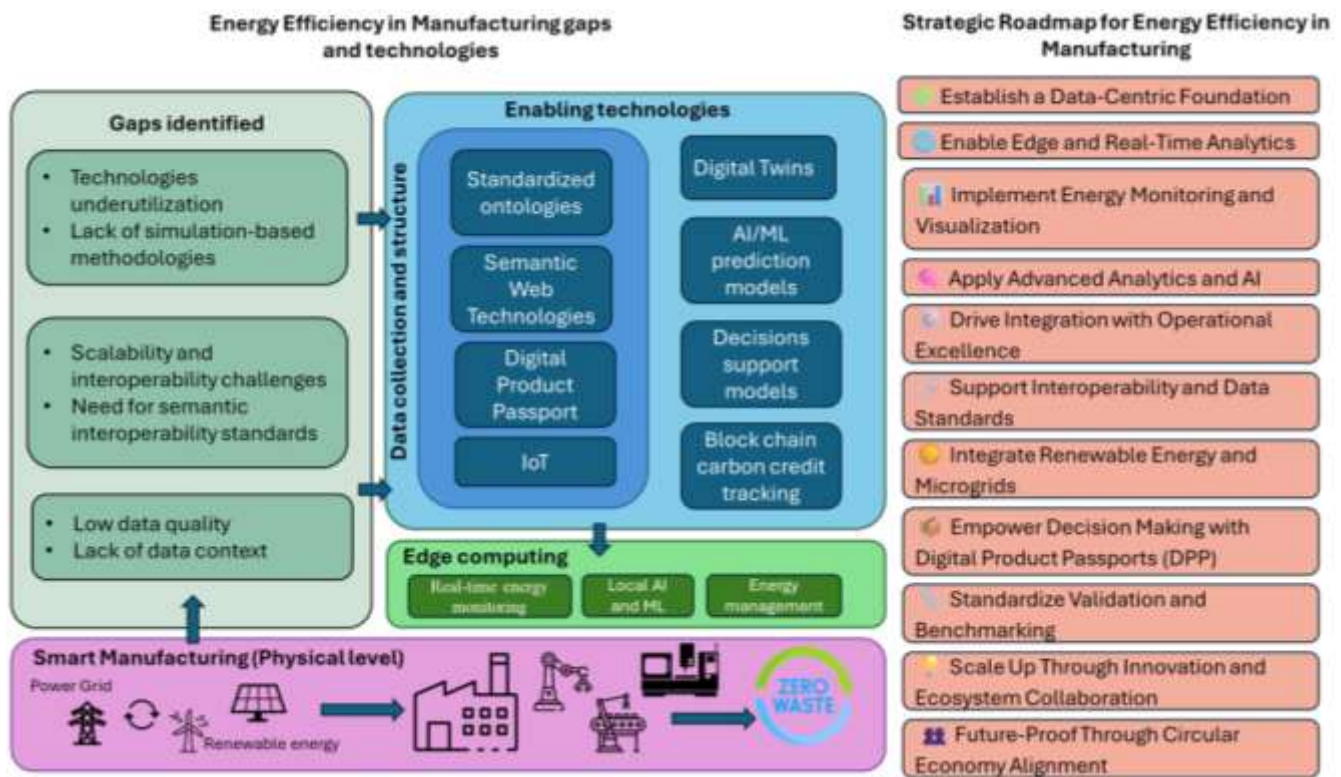 Energy Efficiency in Manufacturing gaps
and technologies
Gaps identified
• Technologies
underutilization
• Lack of simulation-based
methodologies
• Scalability and
interoperability challenges
• Need for semantic
interoperability standards
• Low data quality
• Lack of data context
Enabling technologies
Data collection and structure
Standardized
ontologies
Semantic
Web
Technologies
Digital
Product
Passport
IoT
Digital Twins
AI/ML
prediction
models
Decisions
support
models
Block chain
carbon credit
tracking
Edge computing
Real-time energy
monitoring
Local AI
and ML
Energy
management
Smart Manufacturing (Physical level)
Power Grid
Renewable energy
ZERO
WASTE
Strategic Roadmap for Energy Efficiency in
Manufacturing
Establish a Data-Centric Foundation
Enable Edge and Real-Time Analytics
Implement Energy Monitoring and
Visualization
Apply Advanced Analytics and AI
Drive Integration with Operational
Excellence
Support Interoperability and Data
Standards
Integrate Renewable Energy and
Microgrids
Empower Decision Making with
Digital Product Passports (DPP)
Standardize Validation and
Benchmarking
Scale Up Through Innovation and
Ecosystem Collaboration
Future-Proof Through Circular
Economy Alignment